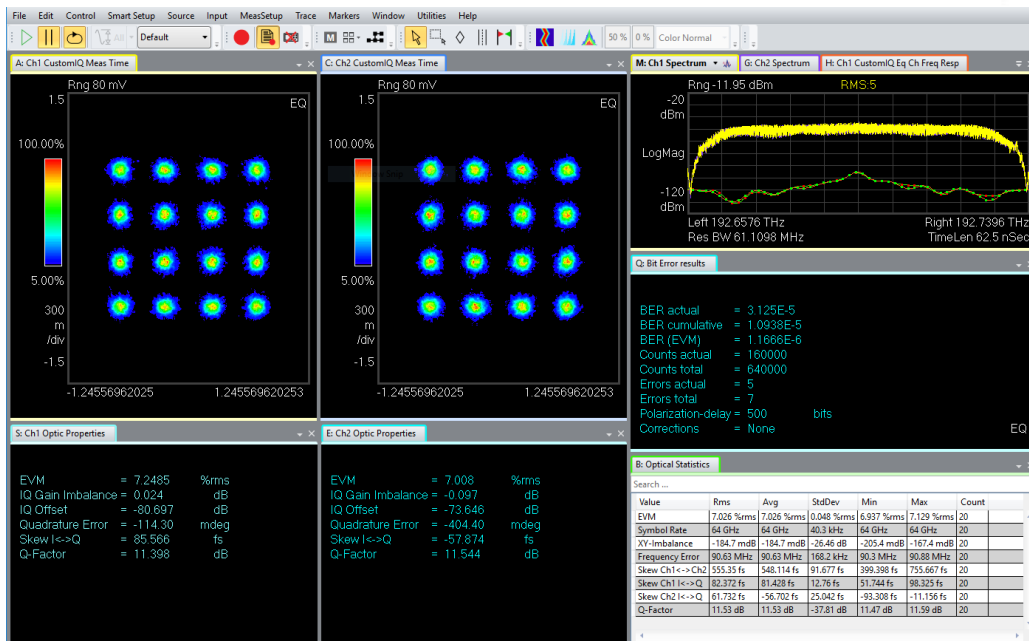 File Edit Control Smart Setup Source Input MeasSetup Trace Markers Window Utilities Help
All Default 50 % 0 % Color Normal
A: Ch1 CustomIQ Meas Time
Rng 80 mV
1.5
EQ
100.00%
5.00%
300
m
/div
-1.5
-1.24556962025 1.245569620253
C: Ch2 CustomIQ Meas Time
Rng 80 mV
1.5
EQ
100.00%
5.00%
300
m
/div
-1.5
-1.24556962025 1.245569620253
M: Ch1 Spectrum G: Ch2 Spectrum H: Ch1 CustomIQ Eq Ch Freq Resp
Rng -11.95 dBm RMS:5
-20
dBm
LogMag
-120
dBm
Left 192.6576 THz Right 192.7396 THz
Res BW 61.1098 MHz TimeLen 62.5 nSec
Q: Bit Error results
BER actual = 3.125E-5
BER cumulative = 1.0938E-5
BER (EVM) = 1.1666E-6
Counts actual = 160000
Counts total = 640000
Errors actual = 5
Errors total = 7
Polarization-delay = 500 bits
Corrections = None
EQ
S: Ch1 Optic Properties
EVM = 7.2485 %rms
IQ Gain Imbalance = 0.024 dB
IQ Offset = -80.697 dB
Quadrature Error = -114.30 mdeg
Skew I<->Q = 85.566 fs
Q-Factor = 11.398 dB
E: Ch2 Optic Properties
EVM = 7.008 %rms
IQ Gain Imbalance = -0.097 dB
IQ Offset = -73.646 dB
Quadrature Error = -404.40 mdeg
Skew I<->Q = -57.874 fs
Q-Factor = 11.544 dB
B: Optical Statistics
Search ...
Value Rms Avg StdDev Min Max Count
EVM 7.026 %rms 7.026 %rms 0.048 %rms 6.937 %rms 7.129 %rms 20
Symbol Rate 64 GHz 64 GHz 40.3 kHz 64 GHz 64 GHz 20
XY-Imbalance -184.7 mdB -184.7 mdB -26.46 dB -205.4 mdB -167.4 mdB 20
Frequency Error 90.63 MHz 90.63 MHz 168.2 kHz 90.3 MHz 90.88 MHz 20
Skew Ch1<->Ch2 555.35 fs 548.114 fs 91.677 fs 399.398 fs 755.667 fs 20
Skew Ch1 I<->Q 82.372 fs 81.428 fs 12.76 fs 51.744 fs 98.325 fs 20
Skew Ch2 I<->Q 61.732 fs -56.702 fs 25.042 fs -93.308 fs -11.156 fs 20
Q-Factor 11.53 dB 11.53 dB -37.81 dB 11.47 dB 11.59 dB 20